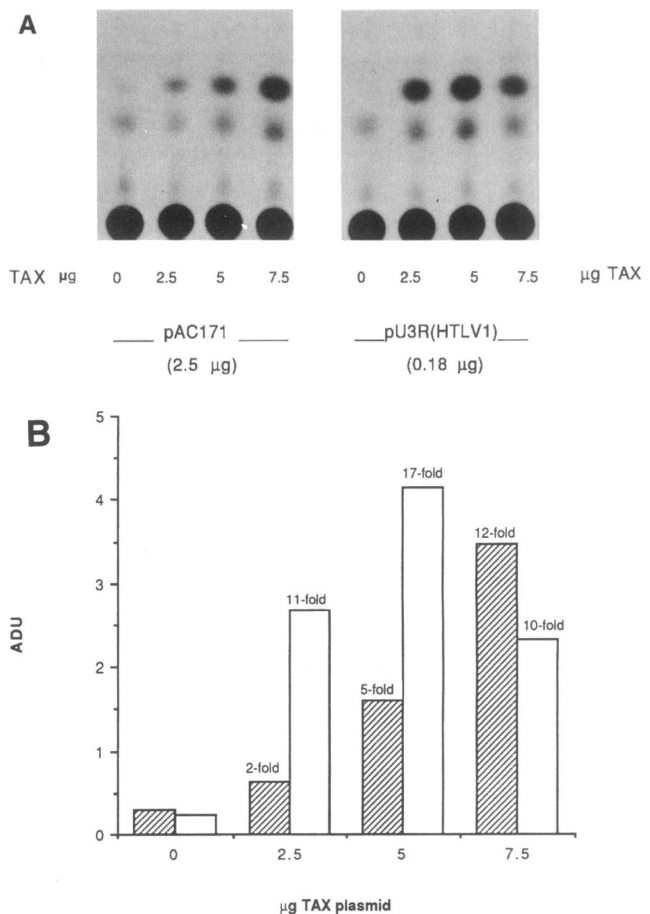 A
TAX µg 0 2.5 5 7.5 0 2.5 5 7.5 µg TAX
pAC171 pU3R(HTLV1)
(2.5 µg) (0.18 µg)
B
5
4
3
2
1
0
ADU
2-fold
11-fold
5-fold
17-fold
12-fold
10-fold
0 2.5 5 7.5
µg TAX plasmid